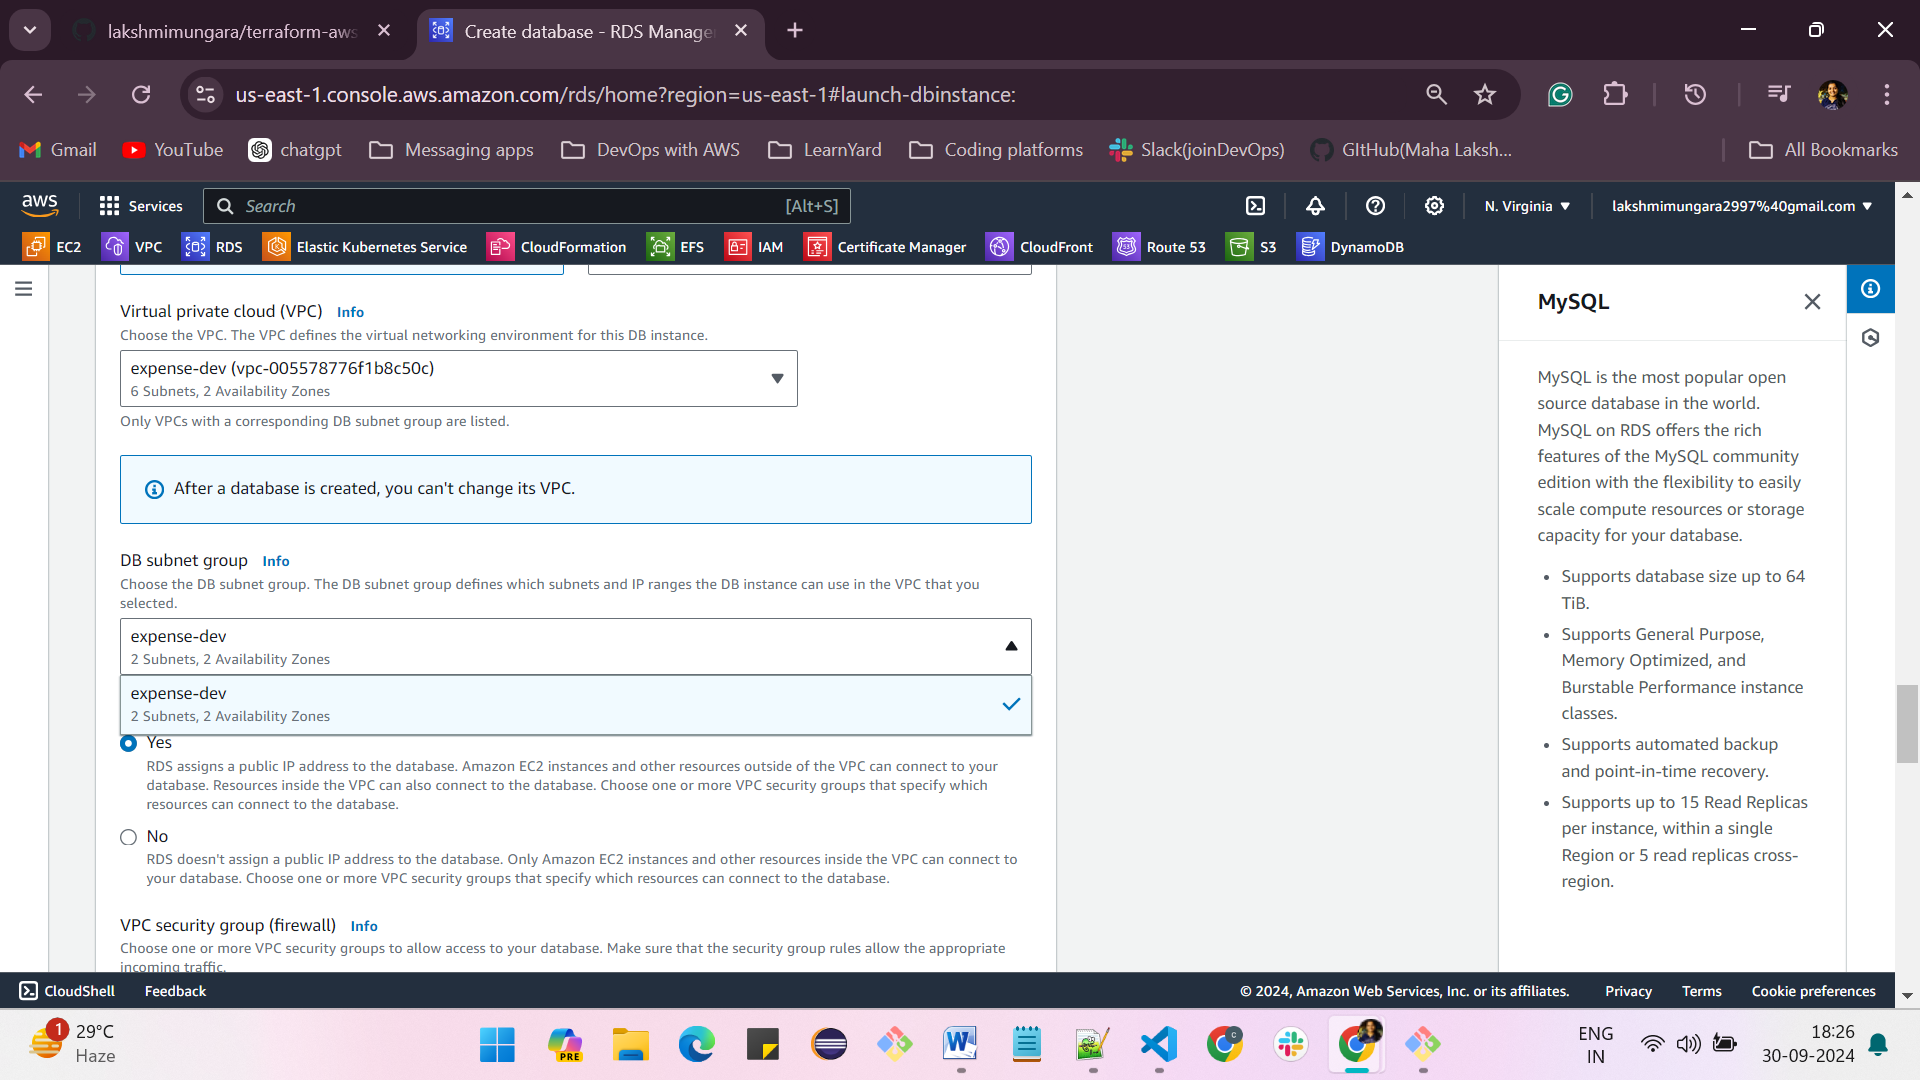 lakshmimungara/terraform-aws
Create database - RDS Manage
us-east-1.console.aws.amazon.com/rds/home?region=us-east-1#launch-dbinstance:
Gmail YouTube chatgpt Messaging apps DevOps with AWS LearnYard Coding platforms Slack(joinDevOps) GItHub(Maha Laksh... All Bookmarks
aws Services Search [Alt+S] N. Virginia lakshmimungara2997%40gmail.com
EC2 VPC RDS Elastic Kubernetes Service CloudFormation EFS IAM Certificate Manager CloudFront Route 53 S3 DynamoDB
Virtual private cloud (VPC) Info
Choose the VPC. The VPC defines the virtual networking environment for this DB instance.
expense-dev (vpc-005578776f1b8c50c)
6 Subnets, 2 Availability Zones
Only VPCs with a corresponding DB subnet group are listed.
After a database is created, you can't change its VPC.
DB subnet group Info
Choose the DB subnet group. The DB subnet group defines which subnets and IP ranges the DB instance can use in the VPC that you
selected.
expense-dev
2 Subnets, 2 Availability Zones
expense-dev
2 Subnets, 2 Availability Zones
Yes
RDS assigns a public IP address to the database. Amazon EC2 instances and other resources outside of the VPC can connect to your
database. Resources inside the VPC can also connect to the database. Choose one or more VPC security groups that specify which
resources can connect to the database.
No
RDS doesn't assign a public IP address to the database. Only Amazon EC2 instances and other resources inside the VPC can connect to
your database. Choose one or more VPC security groups that specify which resources can connect to the database.
VPC security group (firewall) Info
Choose one or more VPC security groups to allow access to your database. Make sure that the security group rules allow the appropriate
incoming traffic.
MySQL
MySQL is the most popular open
source database in the world.
MySQL on RDS offers the rich
features of the MySQL community
edition with the flexibility to easily
scale compute resources or storage
capacity for your database.
• Supports database size up to 64
TiB.
• Supports General Purpose,
Memory Optimized, and
Burstable Performance instance
classes.
• Supports automated backup
and point-in-time recovery.
• Supports up to 15 Read Replicas
per instance, within a single
Region or 5 read replicas cross-
region.
CloudShell Feedback © 2024, Amazon Web Services, Inc. or its affiliates. Privacy Terms Cookie preferences
1
29°C
Haze
PRE
ENG
IN
18:26
30-09-2024